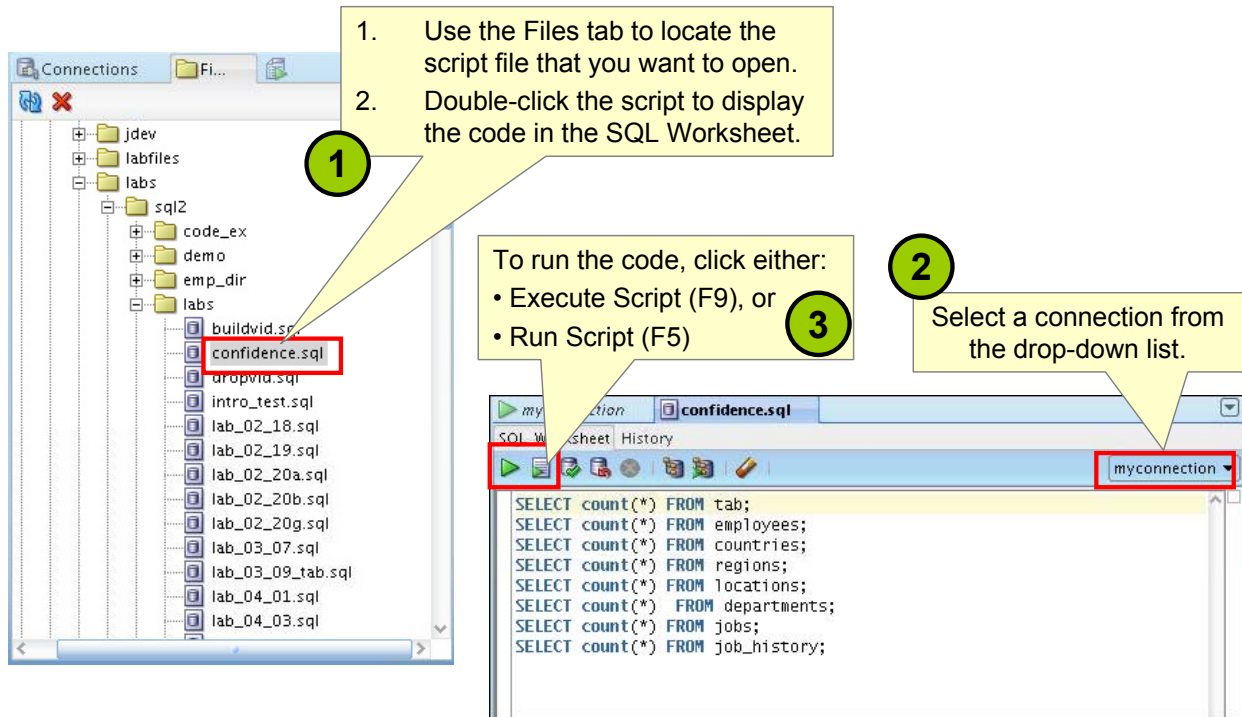 1. Use the Files tab to locate the
script file that you want to open.
2. Double-click the script to display
the code in the SQL Worksheet.
1
Connections
Fi...
jdev
labfiles
labs
sql2
code_ex
demo
emp_dir
labs
buildvid.sql
confidence.sql
dropvid.sql
intro_test.sql
lab_02_18.sql
lab_02_19.sql
lab_02_20a.sql
lab_02_20b.sql
lab_02_20g.sql
lab_03_07.sql
lab_03_09_tab.sql
lab_04_01.sql
lab_04_03.sql
To run the code, click either:
• Execute Script (F9), or
• Run Script (F5)
3
2
Select a connection from
the drop-down list.
confidence.sql
SQL Worksheet History
myconnection
SELECT count(*) FROM tab;
SELECT count(*) FROM employees;
SELECT count(*) FROM countries;
SELECT count(*) FROM regions;
SELECT count(*) FROM locations;
SELECT count(*)  FROM departments;
SELECT count(*) FROM jobs;
SELECT count(*) FROM job_history;